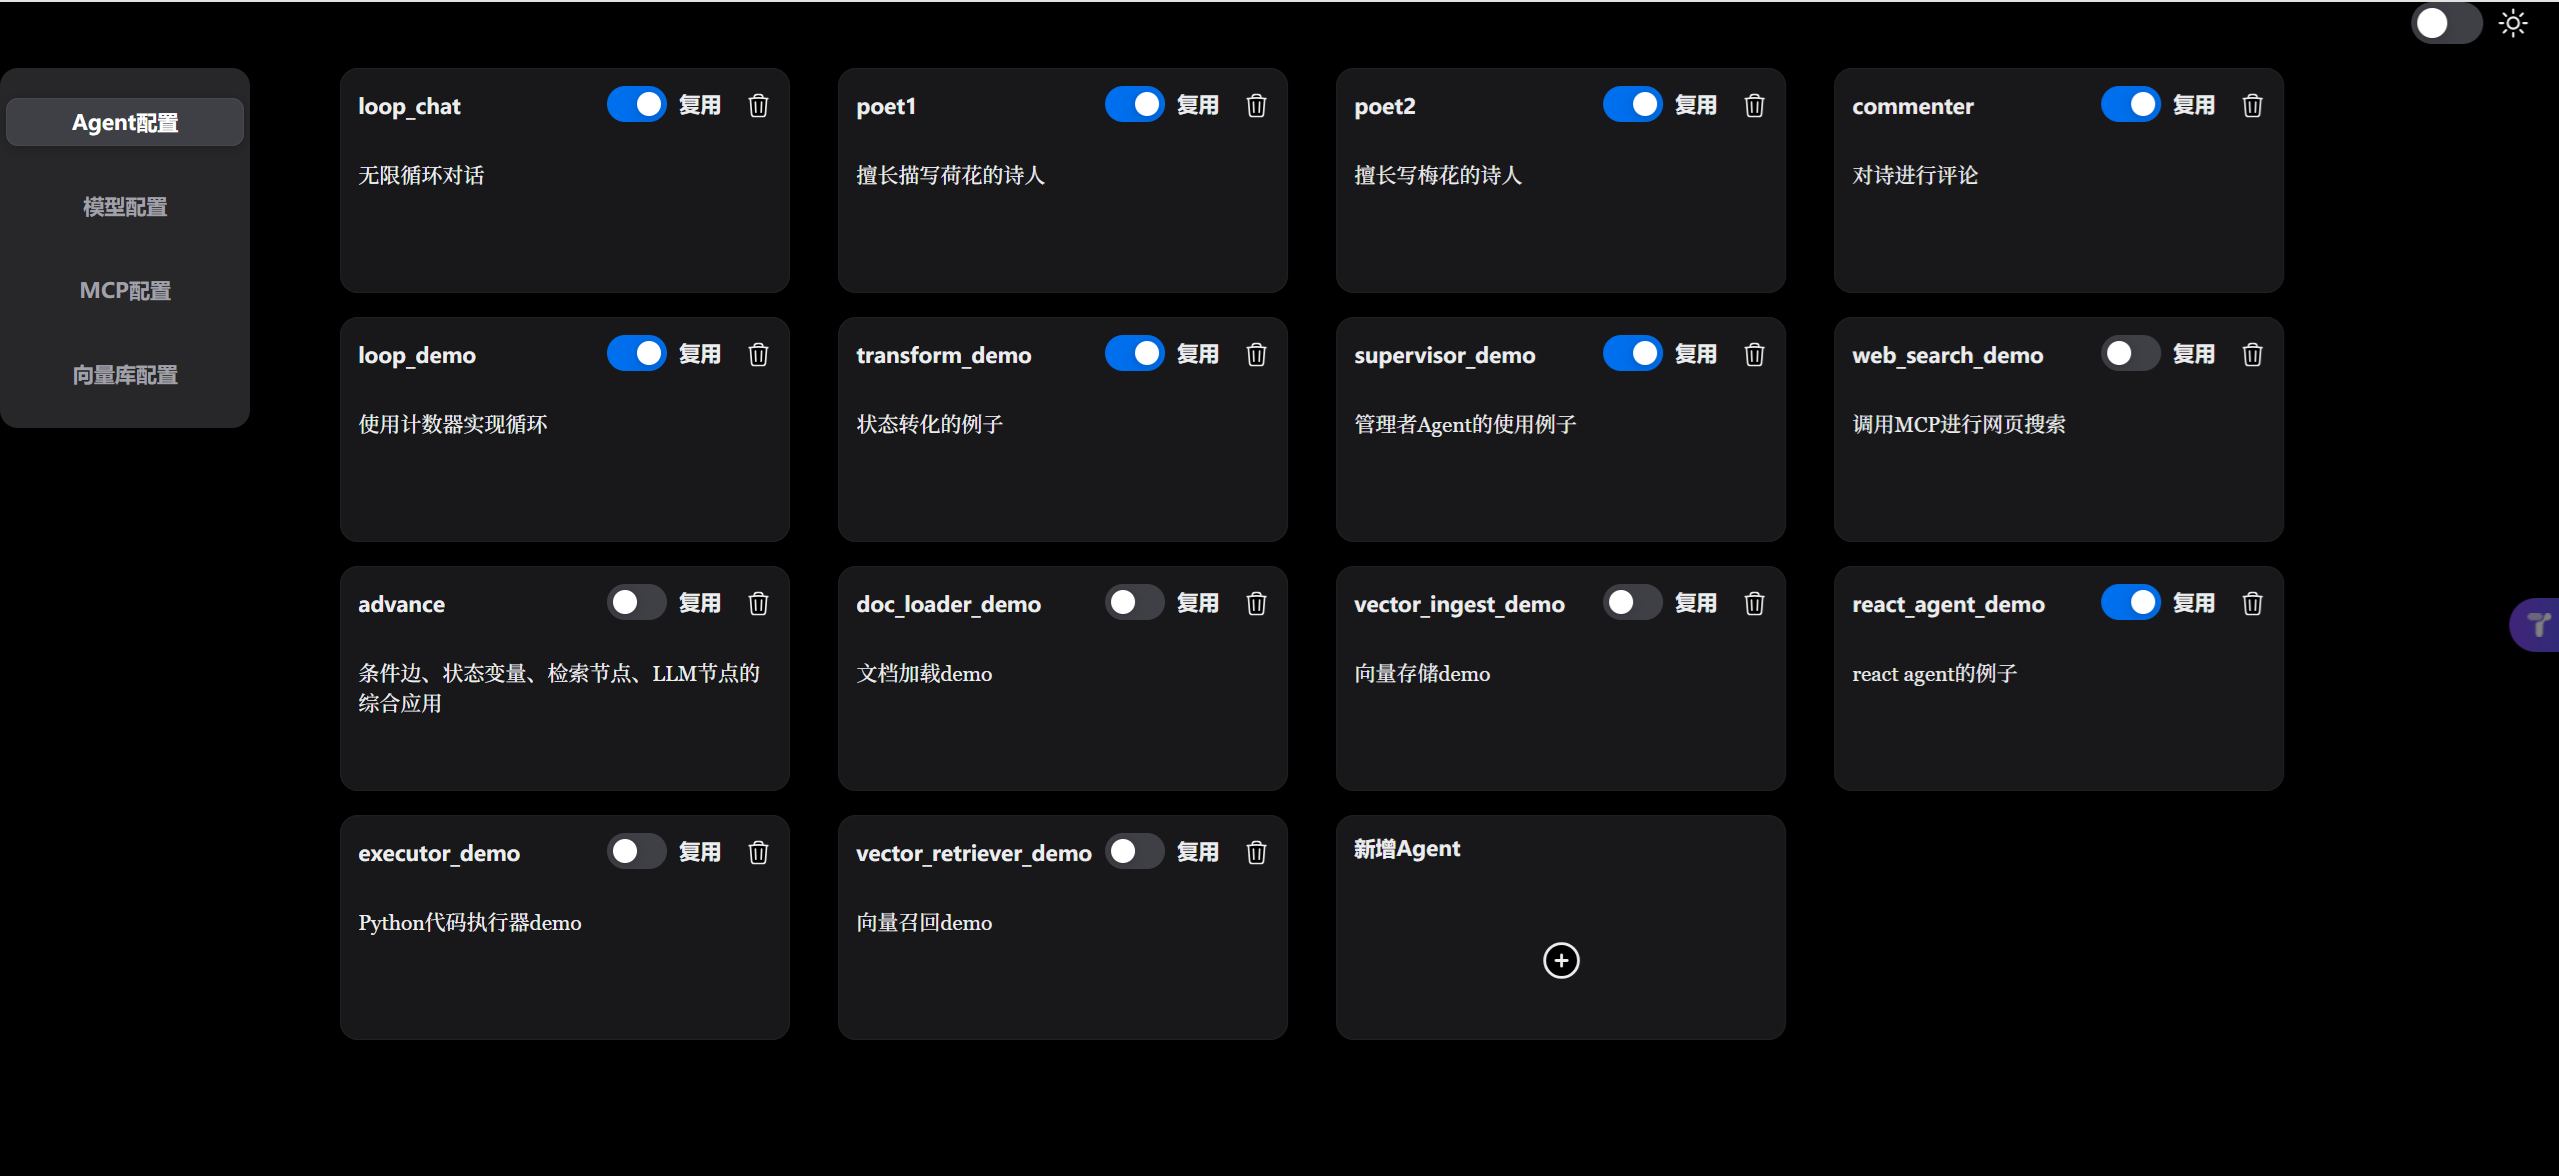 Agent配置
模型配置
MCP配置
向量库配置
loop_chat 复用
无限循环对话
poet1 复用
擅长描写荷花的诗人
poet2 复用
擅长写梅花的诗人
commenter 复用
对诗进行评论
loop_demo 复用
使用计数器实现循环
transform_demo 复用
状态转化的例子
supervisor_demo 复用
管理者Agent的使用例子
web_search_demo 复用
调用MCP进行网页搜索
advance 复用
条件边、状态变量、检索节点、LLM节点的
综合应用
doc_loader_demo 复用
文档加载demo
vector_ingest_demo 复用
向量存储demo
react_agent_demo 复用
react agent的例子
executor_demo 复用
Python代码执行器demo
vector_retriever_demo 复用
向量召回demo
新增Agent